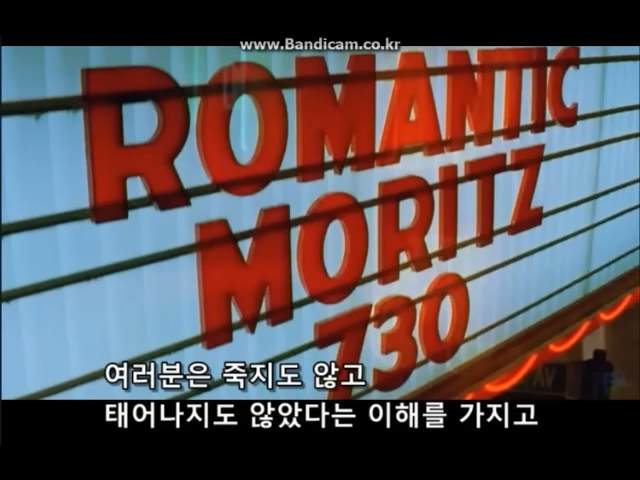 www.Bandicam.co.kr
ROMANTIC
MORITZ
730
여러분은 죽지도 않고
태어나지도 않았다는 이해를 가지고